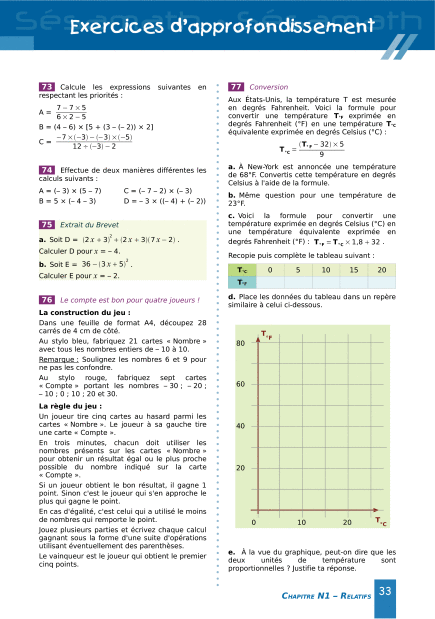 Exercices d'approfondissement
73 Calcule les expressions suivantes en
respectant les priorités :
A = 7 – 7 × 5 / 6 × 2 – 5
B = (4 – 6) × [5 + (3 – (– 2)) × 2]
C = –7 × (–3) – (–3) × (–5) / 12 ÷ (–3) – 2
74 Effectue de deux manières différentes les
calculs suivants :
A = (– 3) × (5 – 7) C = (– 7 – 2) × (– 3)
B = 5 × (– 4 – 3) D = – 3 × ((– 4) + (– 2))
75 Extrait du Brevet
a. Soit D = (2x + 3)² + (2x + 3)(7x – 2) .
Calculer D pour x = – 4.
b. Soit E = 36 – (3x + 5)² .
Calculer E pour x = – 2.
76 Le compte est bon pour quatre joueurs !
La construction du jeu :
Dans une feuille de format A4, découpez 28
carrés de 4 cm de côté.
Au stylo bleu, fabriquez 21 cartes « Nombre »
avec tous les nombres entiers de – 10 à 10.
Remarque : Soulignez les nombres 6 et 9 pour
ne pas les confondre.
Au stylo rouge, fabriquez sept cartes
« Compte » portant les nombres – 30 ; – 20 ;
– 10 ; 0 ; 10 ; 20 et 30.
La règle du jeu :
Un joueur tire cinq cartes au hasard parmi les
cartes « Nombre ». Le joueur à sa gauche tire
une carte « Compte ».
En trois minutes, chacun doit utiliser les
nombres présents sur les cartes « Nombre »
pour obtenir un résultat égal ou le plus proche
possible du nombre indiqué sur la carte
« Compte ».
Si un joueur obtient le bon résultat, il gagne 1
point. Sinon c'est le joueur qui s'en approche le
plus qui gagne le point.
En cas d'égalité, c'est celui qui a utilisé le moins
de nombres qui remporte le point.
Jouez plusieurs parties et écrivez chaque calcul
gagnant sous la forme d'une suite d'opérations
utilisant éventuellement des parenthèses.
Le vainqueur est le joueur qui obtient le premier
cinq points.
77 Conversion
Aux États-Unis, la température T est mesurée
en degrés Fahrenheit. Voici la formule pour
convertir une température T°F exprimée en
degrés Fahrenheit (°F) en une température T°C
équivalente exprimée en degrés Celsius (°C) :
T°C = (T°F – 32) × 5 / 9
a. À New-York est annoncée une température
de 68°F. Convertis cette température en degrés
Celsius à l'aide de la formule.
b. Même question pour une température de
23°F.
c. Voici la formule pour convertir une
température exprimée en degrés Celsius (°C) en
une température équivalente exprimée en
degrés Fahrenheit (°F) : T°F = T°C × 1,8 + 32 .
Recopie puis complète le tableau suivant :
T°C 0 5 10 15 20
T°F
d. Place les données du tableau dans un repère
similaire à celui ci-dessous.
T°F
80
60
40
20
0 10 20 T°C
e. À la vue du graphique, peut-on dire que les
deux unités de température sont
proportionnelles ? Justifie ta réponse.
CHAPITRE N1 – RELATIFS 33